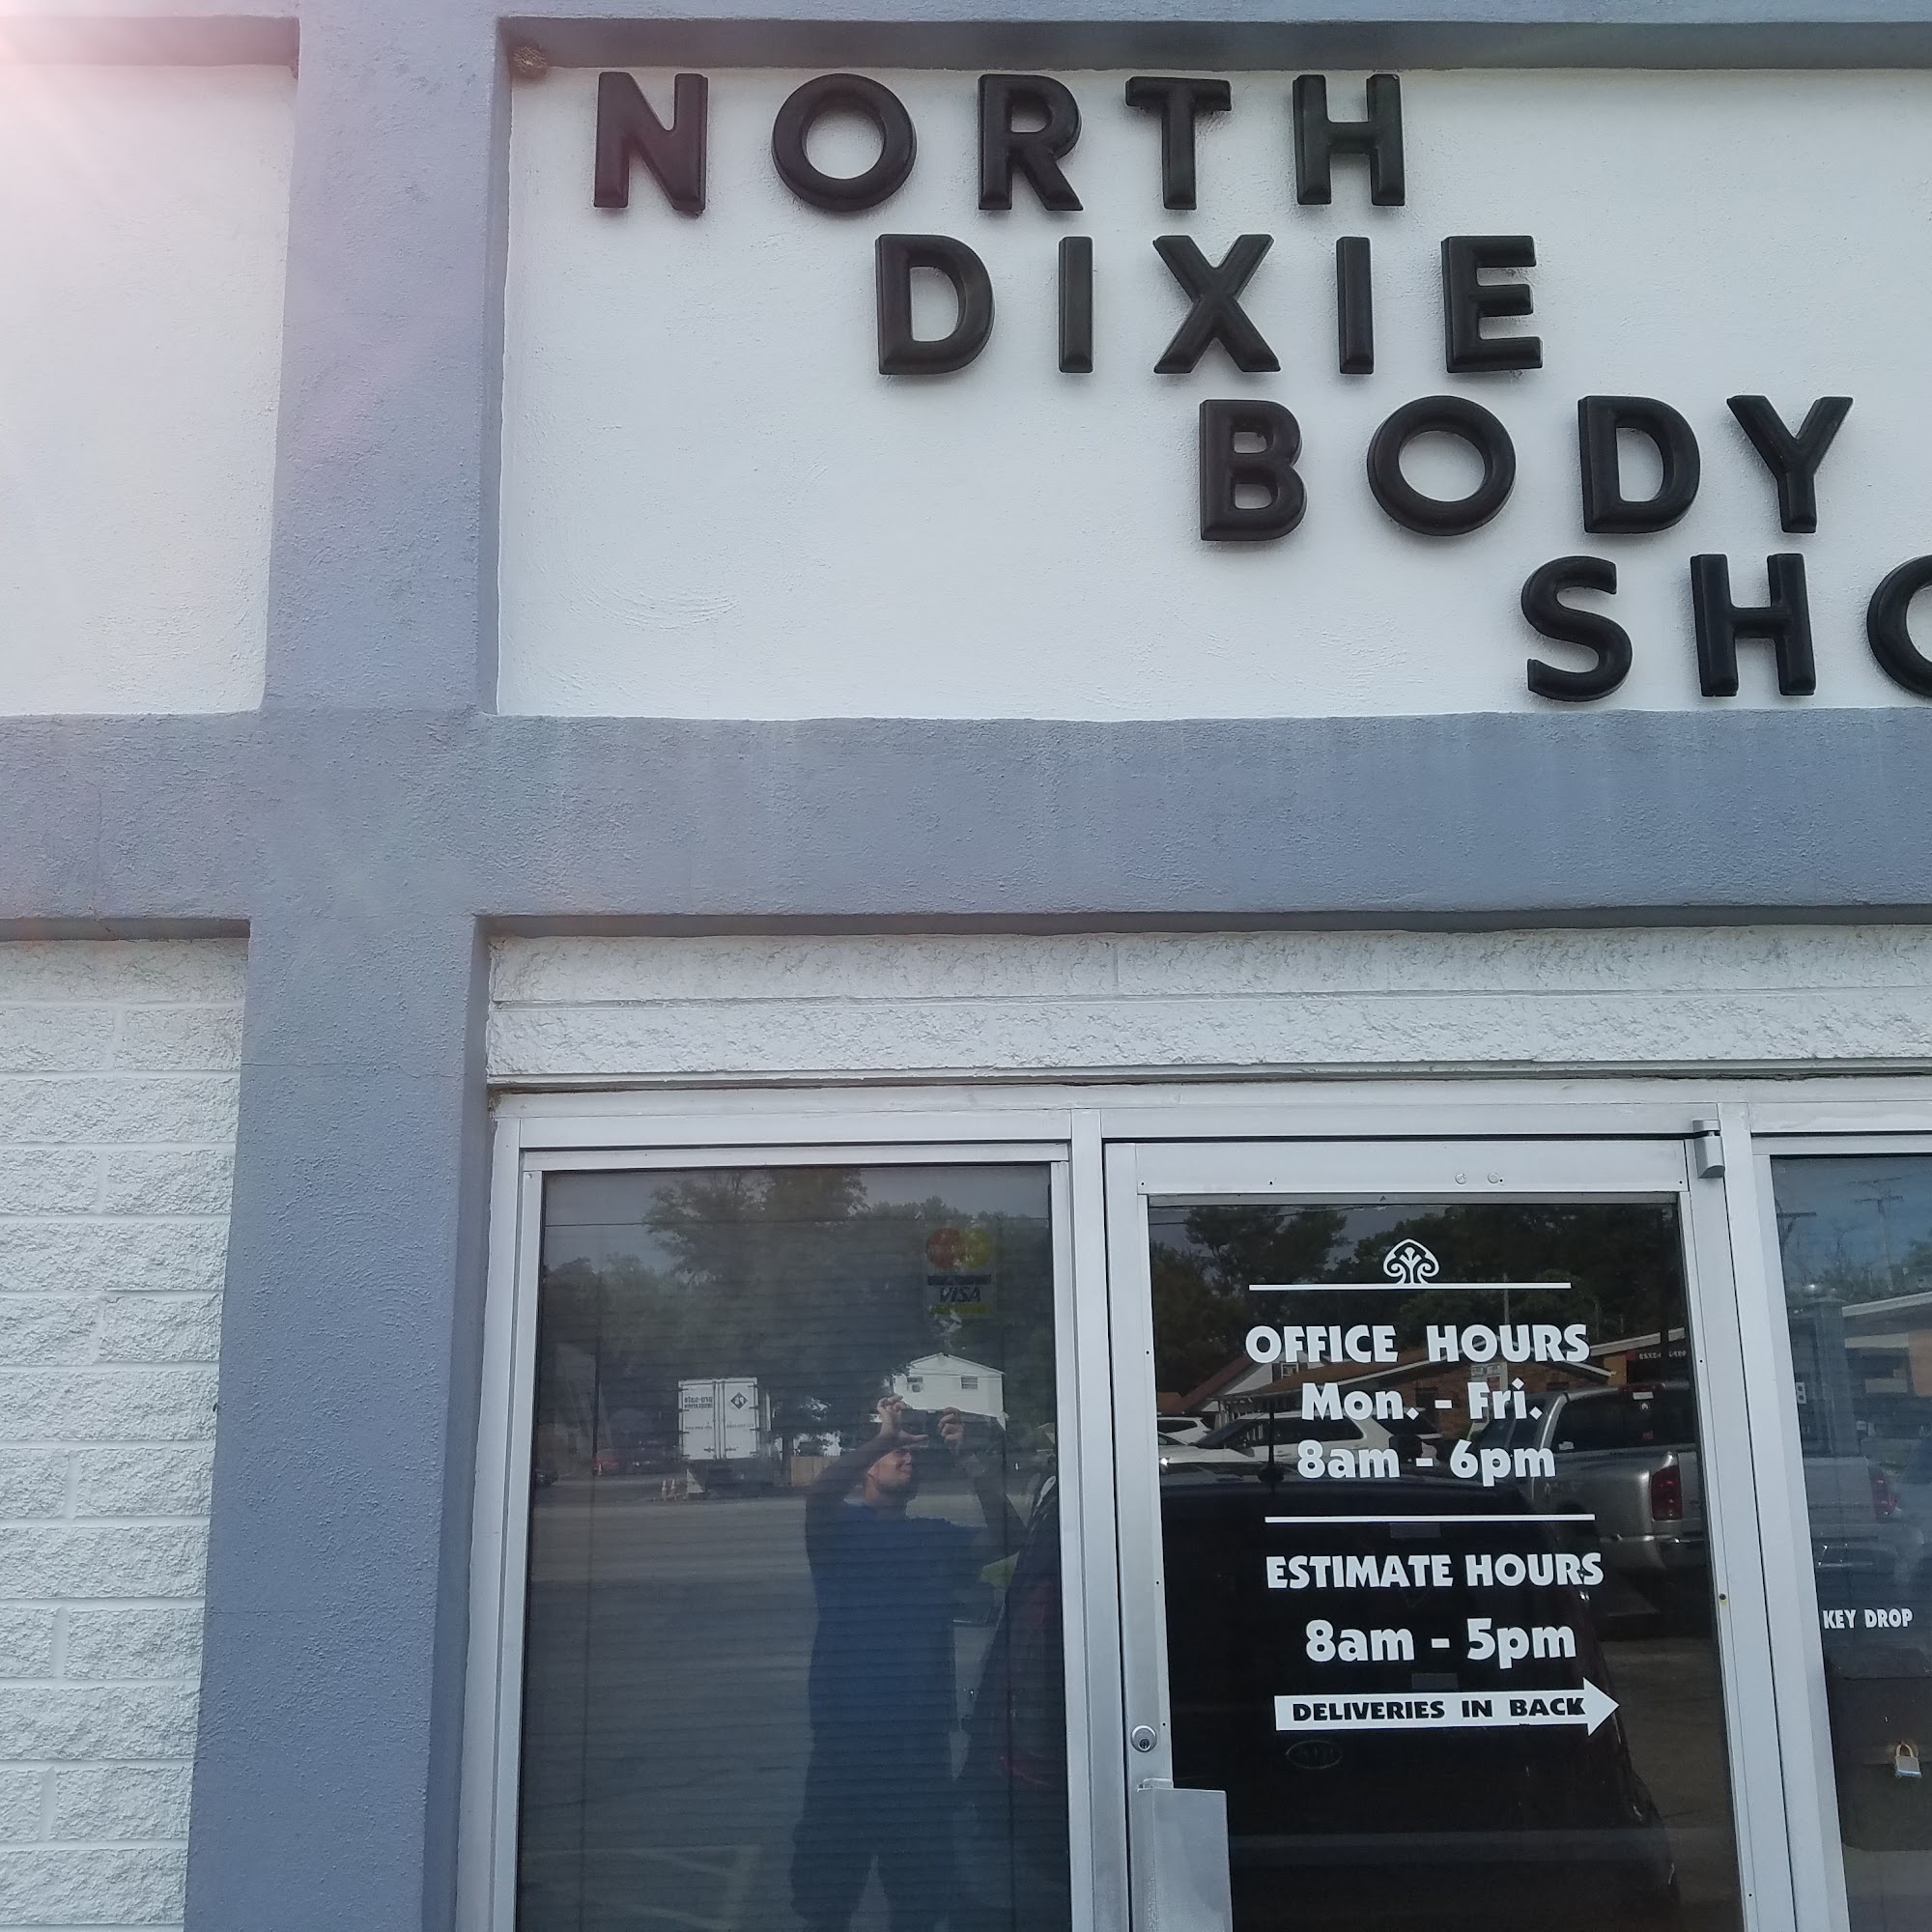 NORTH
DIXIE
BODY
SHO
VISA
OFFICE HOURS
Mon. - Fri.
8am - 6pm
ESTIMATE HOURS
8am - 5pm
DELIVERIES IN BACK
KEY DROP